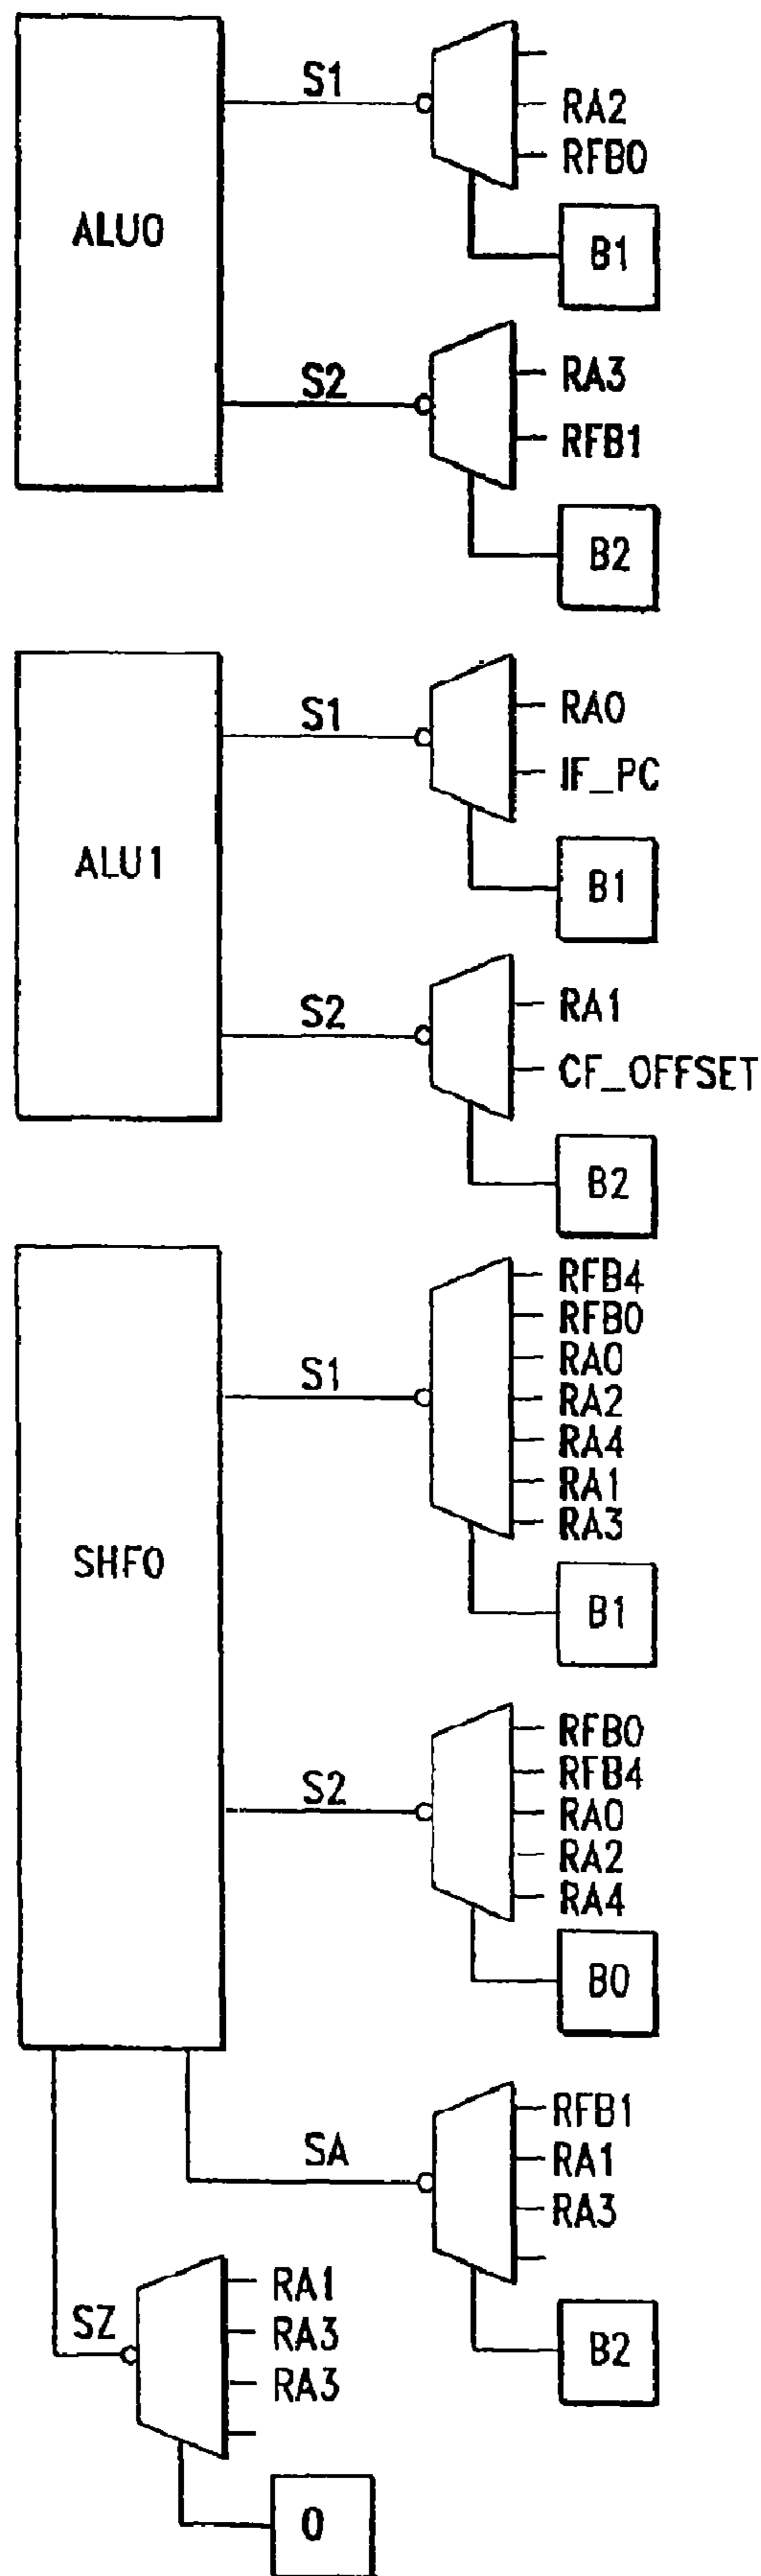 S1
RA2
RFB0
ALU0
B1
S2
RA3
RFB1
B2
S1
RA0
IF_PC
ALU1
B1
S2
RA1
CF_OFFSET
B2
RFB4
RFB0
S1
RA0
RA2
RA4
RA1
RA3
SHF0
B1
RFB0
S2
RFB4
RA0
RA2
RA4
B0
RFB1
SA
RA1
RA3
RA1
SZ
RA3
RA3
B2
0